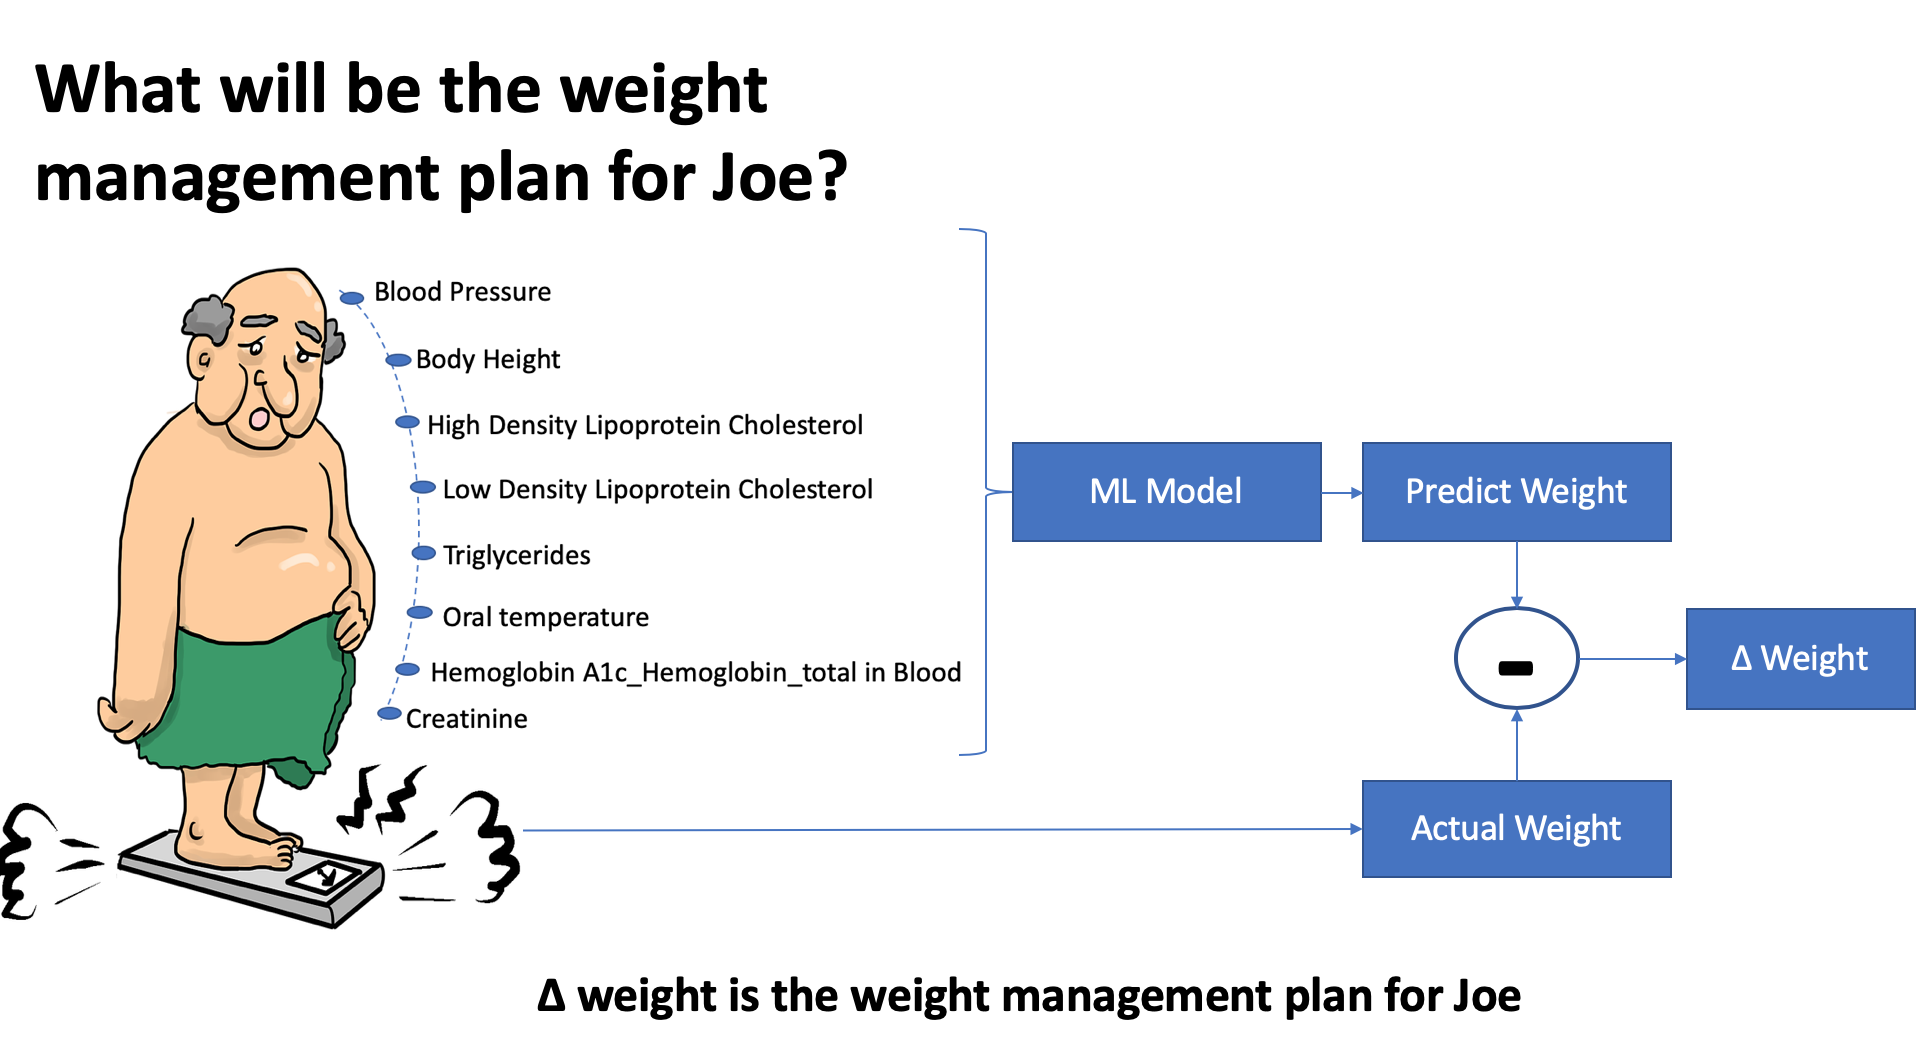 What will be the weight
management plan for Joe?
Blood Pressure
Body Height
High Density Lipoprotein Cholesterol
Low Density Lipoprotein Cholesterol
Triglycerides
Oral temperature
Hemoglobin A1c_Hemoglobin_total in Blood
Creatinine
ML Model
Predict Weight
-
Δ Weight
Actual Weight
Δ weight is the weight management plan for Joe